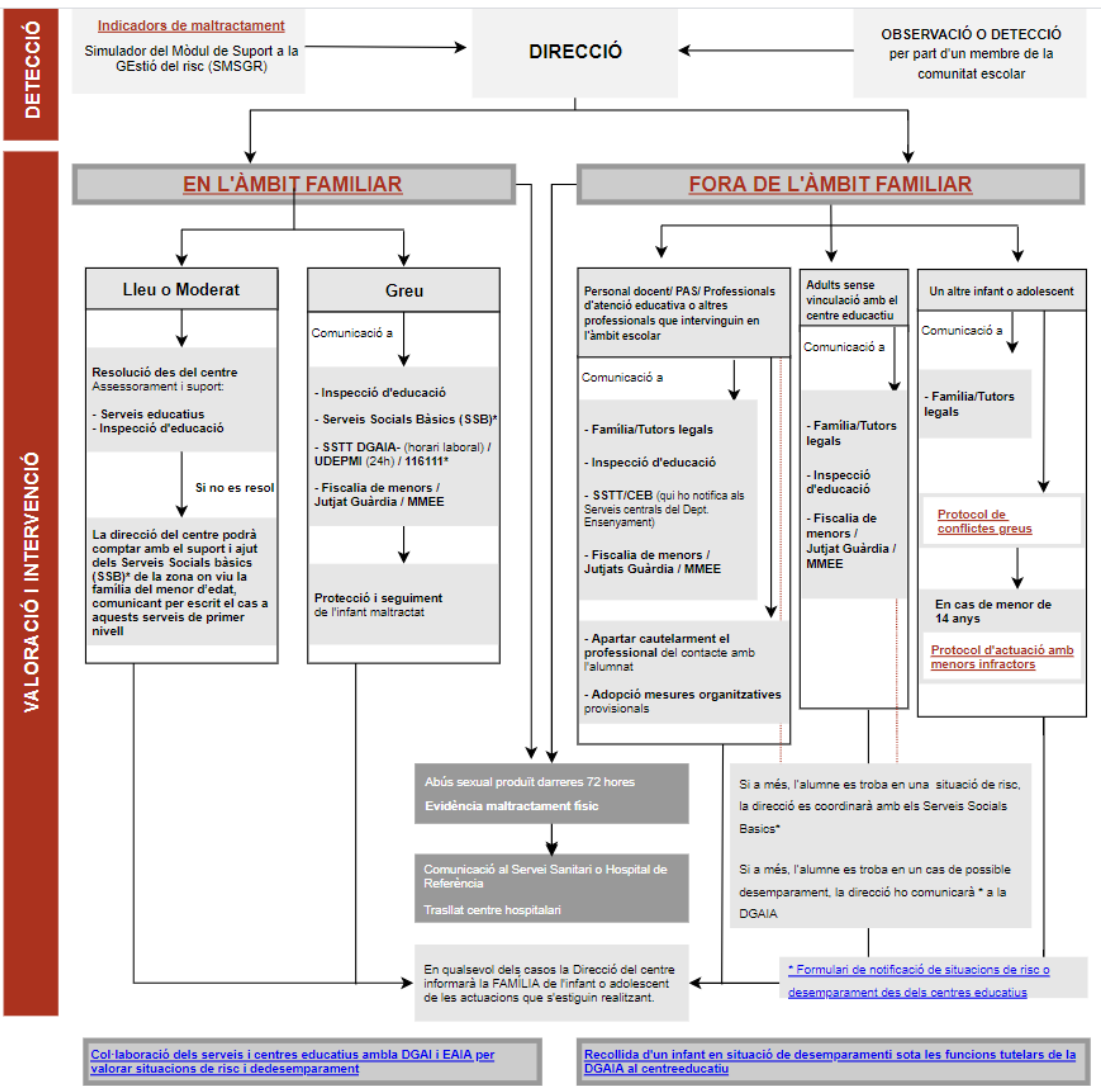 DETECCIÓ
Indicadors de maltractament
Simulador del Mòdul de Suport a la
GEstió del risc (SMSGR)
DIRECCIÓ
OBSERVACIÓ O DETECCIÓ
per part d'un membre de la
comunitat escolar
VALORACIÓ I INTERVENCIÓ
EN L'ÀMBIT FAMILIAR
FORA DE L'ÀMBIT FAMILIAR
Lleu o Moderat
Resolució des del centre
Assessorament i suport:
- Serveis educatius
- Inspecció d'educació
Si no es resol
La direcció del centre podrà
comptar amb el suport i ajut
dels Serveis Socials bàsics
(SSB)* de la zona on viu la
família del menor d'edat,
comunicant per escrit el cas a
aquests serveis de primer
nivell
Greu
Comunicació a
- Inspecció d'educació
- Serveis Socials Bàsics (SSB)*
- SSTT DGAIA- (horari laboral) /
UDEPMI (24h) / 116111*
- Fiscalia de menors /
Jutjat Guàrdia / MMEE
Protecció i seguiment
de l'infant maltractat
Personal docent/ PAS/ Professionals
d'atenció educativa o altres
professionals que intervinguin en
l'àmbit escolar
Comunicació a
- Família/Tutors legals
- Inspecció d'educació
- SSTT/CEB (qui ho notifica als
Serveis centrals del Dept.
Ensenyament)
- Fiscalia de menors /
Jutjats Guàrdia / MMEE
- Apartar cautelarment el
professional del contacte amb
l'alumnat
- Adopció mesures organitzatives
provisionals
Adults sense
vinculació amb el
centre educactiu
Comunicació a
- Família/Tutors
legals
- Inspecció
d'educació
- Fiscalia de
menors /
Jutjat Guàrdia /
MMEE
Un altre infant o adolescent
Comunicació a
- Família/Tutors
legals
Protocol de
conflictes greus
En cas de menor de
14 anys
Protocol d'actuació amb
menors infractors
Abús sexual produït darreres 72 hores
Evidència maltractament físic
Comunicació al Servei Sanitari o Hospital de
Referència
Trasllat centre hospitalari
Si a més, l'alumne es troba en una situació de risc,
la direcció es coordinarà amb els Serveis Socials
Basics*
Si a més, l'alumne es troba en un cas de possible
desemparament, la direcció ho comunicarà * a la
DGAIA
En qualsevol dels casos la Direcció del centre
informarà la FAMÍLIA de l'infant o adolescent
de les actuacions que s'estiguin realitzant.
* Formulari de notificació de situacions de risc o
desemparament des dels centres educatius
Col·laboració dels serveis i centres educatius ambla DGAI i EAIA per
valorar situacions de risc i dedesemparament
Recollida d'un infant en situació de desemparamenti sota les funcions tutelars de la
DGAIA al centreeducatiu